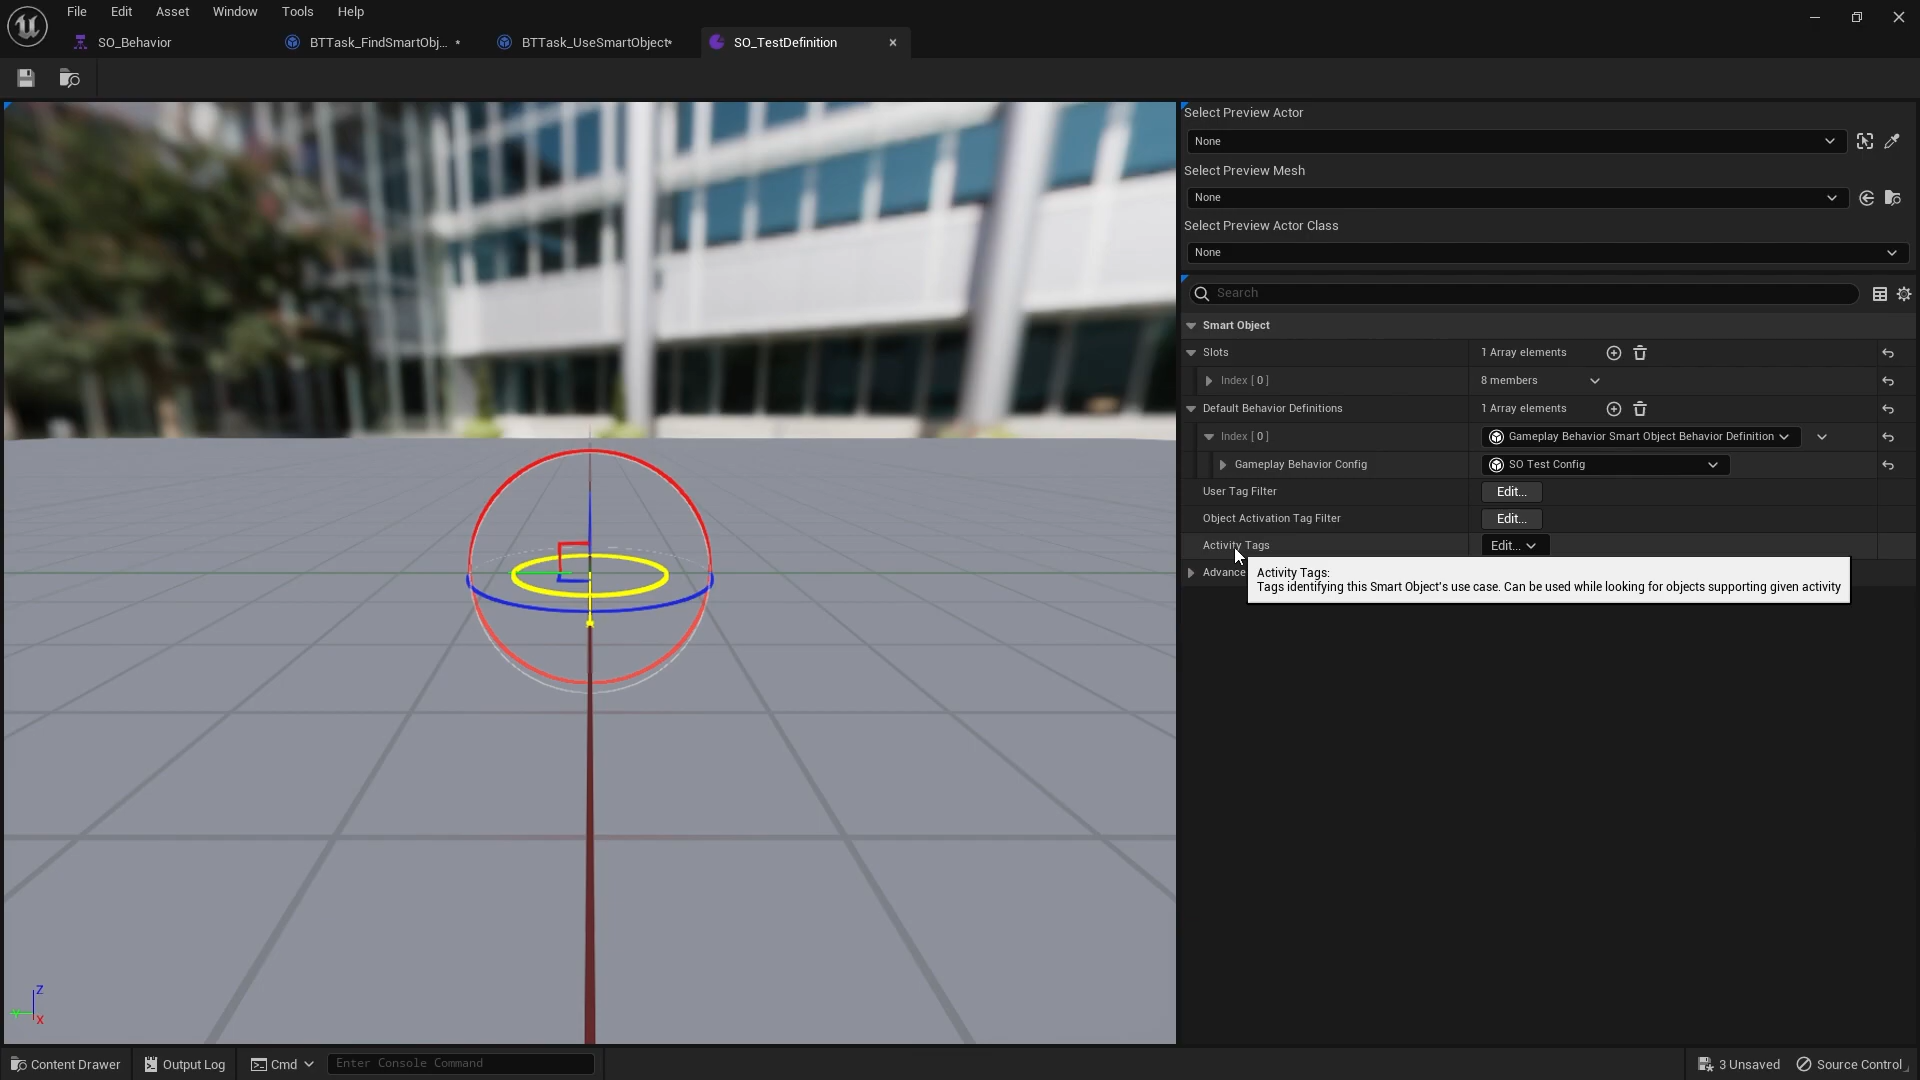 File Edit Asset Window Tools Help
SO_Behavior BTTask_FindSmartObj... * BTTask_UseSmartObject* SO_TestDefinition
Select Preview Actor
None
Select Preview Mesh
None
Select Preview Actor Class
None
Search
Smart Object
Slots 1 Array elements
Index [ 0 ] 8 members
Default Behavior Definitions 1 Array elements
Index [ 0 ] Gameplay Behavior Smart Object Behavior Definition
Gameplay Behavior Config SO Test Config
User Tag Filter Edit...
Object Activation Tag Filter Edit...
Activity Tags Edit...
Advance
Activity Tags:
Tags identifying this Smart Object's use case. Can be used while looking for objects supporting given activity
Z
Y
X
Content Drawer Output Log Cmd Enter Console Command 3 Unsaved Source Control